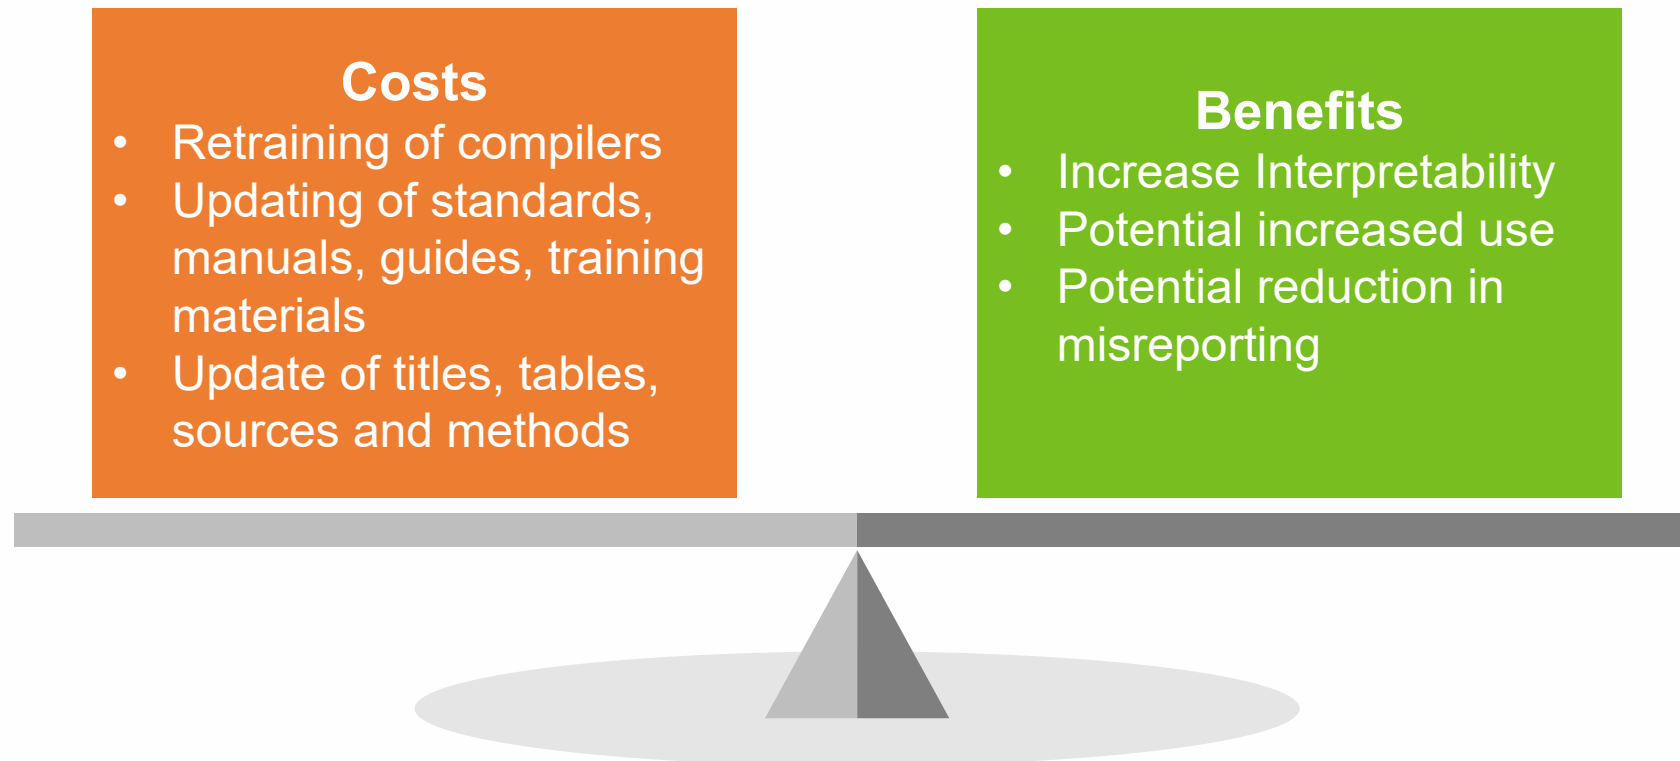 Costs
• Retraining of compilers
• Updating of standards,
manuals, guides, training
materials
• Update of titles, tables,
sources and methods
Benefits
• Increase Interpretability
• Potential increased use
• Potential reduction in
misreporting